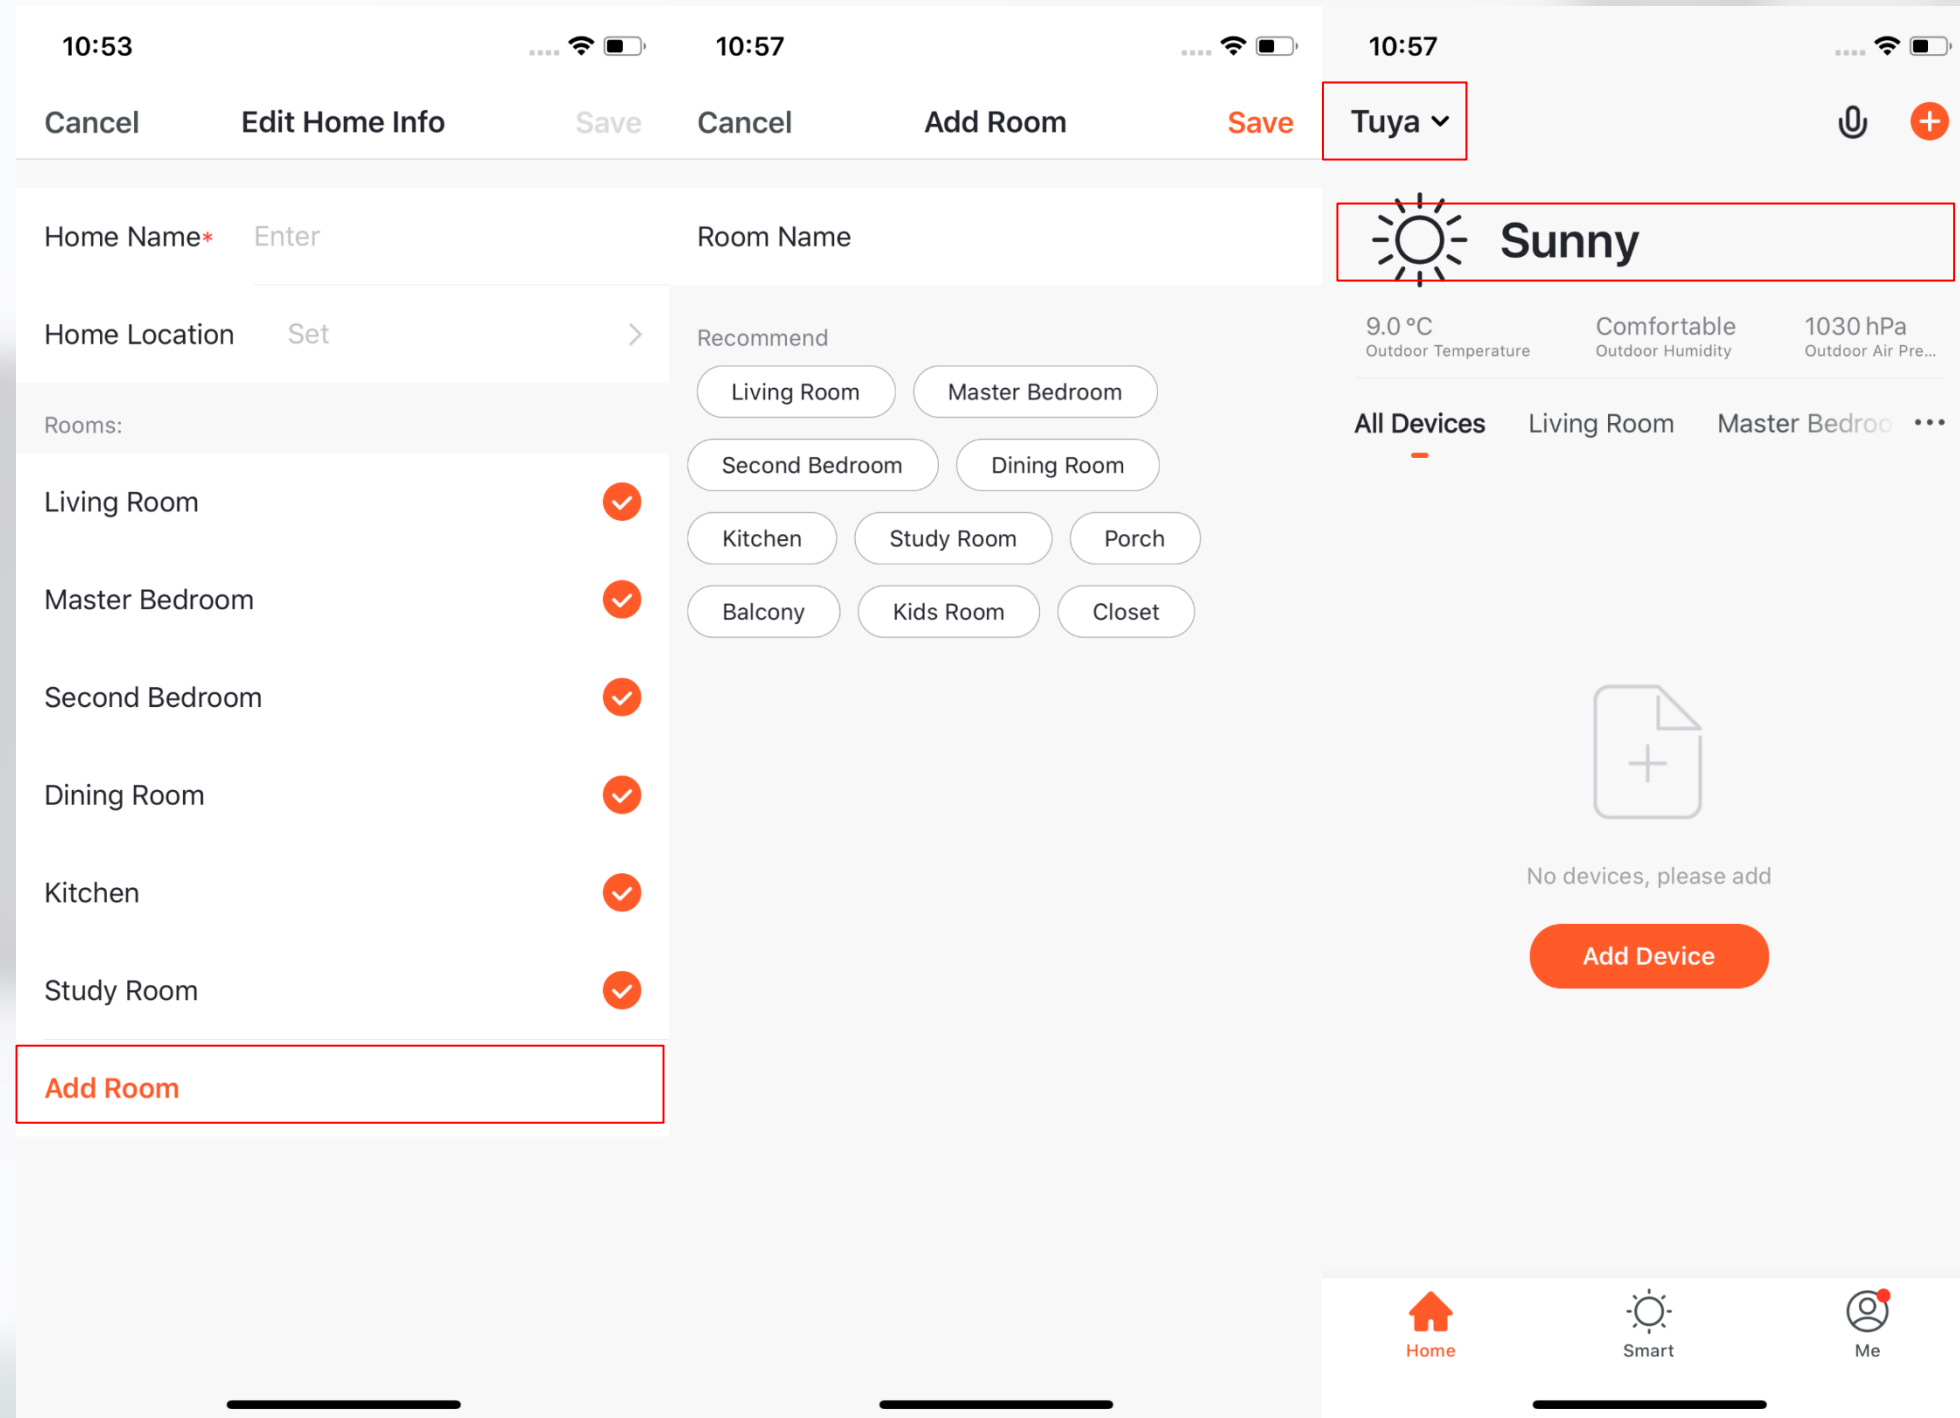 10:53
Cancel Edit Home Info Save
Home Name* Enter
Home Location Set
Rooms:
Living Room
Master Bedroom
Second Bedroom
Dining Room
Kitchen
Study Room
Add Room
10:57
Cancel Add Room Save
Room Name
Recommend
Living Room Master Bedroom
Second Bedroom Dining Room
Kitchen Study Room Porch
Balcony Kids Room Closet
10:57
Tuya
Sunny
9.0 °C Comfortable 1030 hPa
Outdoor Temperature Outdoor Humidity Outdoor Air Pre...
All Devices Living Room Master Bedroo ...
No devices, please add
Add Device
Home Smart Me